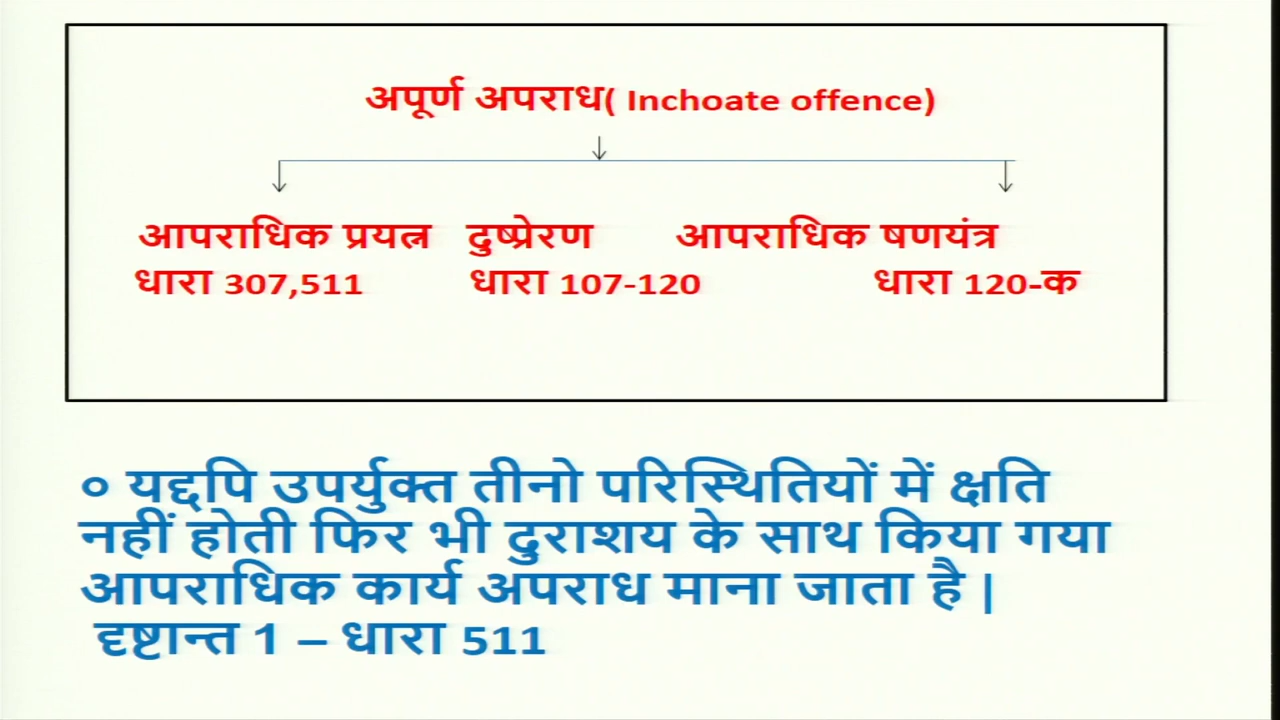 अपूर्ण अपराध( Inchoate offence)
आपराधिक प्रयत्न दुष्प्रेरण आपराधिक षणयंत्र
धारा 307,511 धारा 107-120 धारा 120-क
० यद्दपि उपर्युक्त तीनो परिस्थितियों में क्षति
नहीं होती फिर भी दुराशय के साथ किया गया
आपराधिक कार्य अपराध माना जाता है |
दृष्टान्त 1 – धारा 511